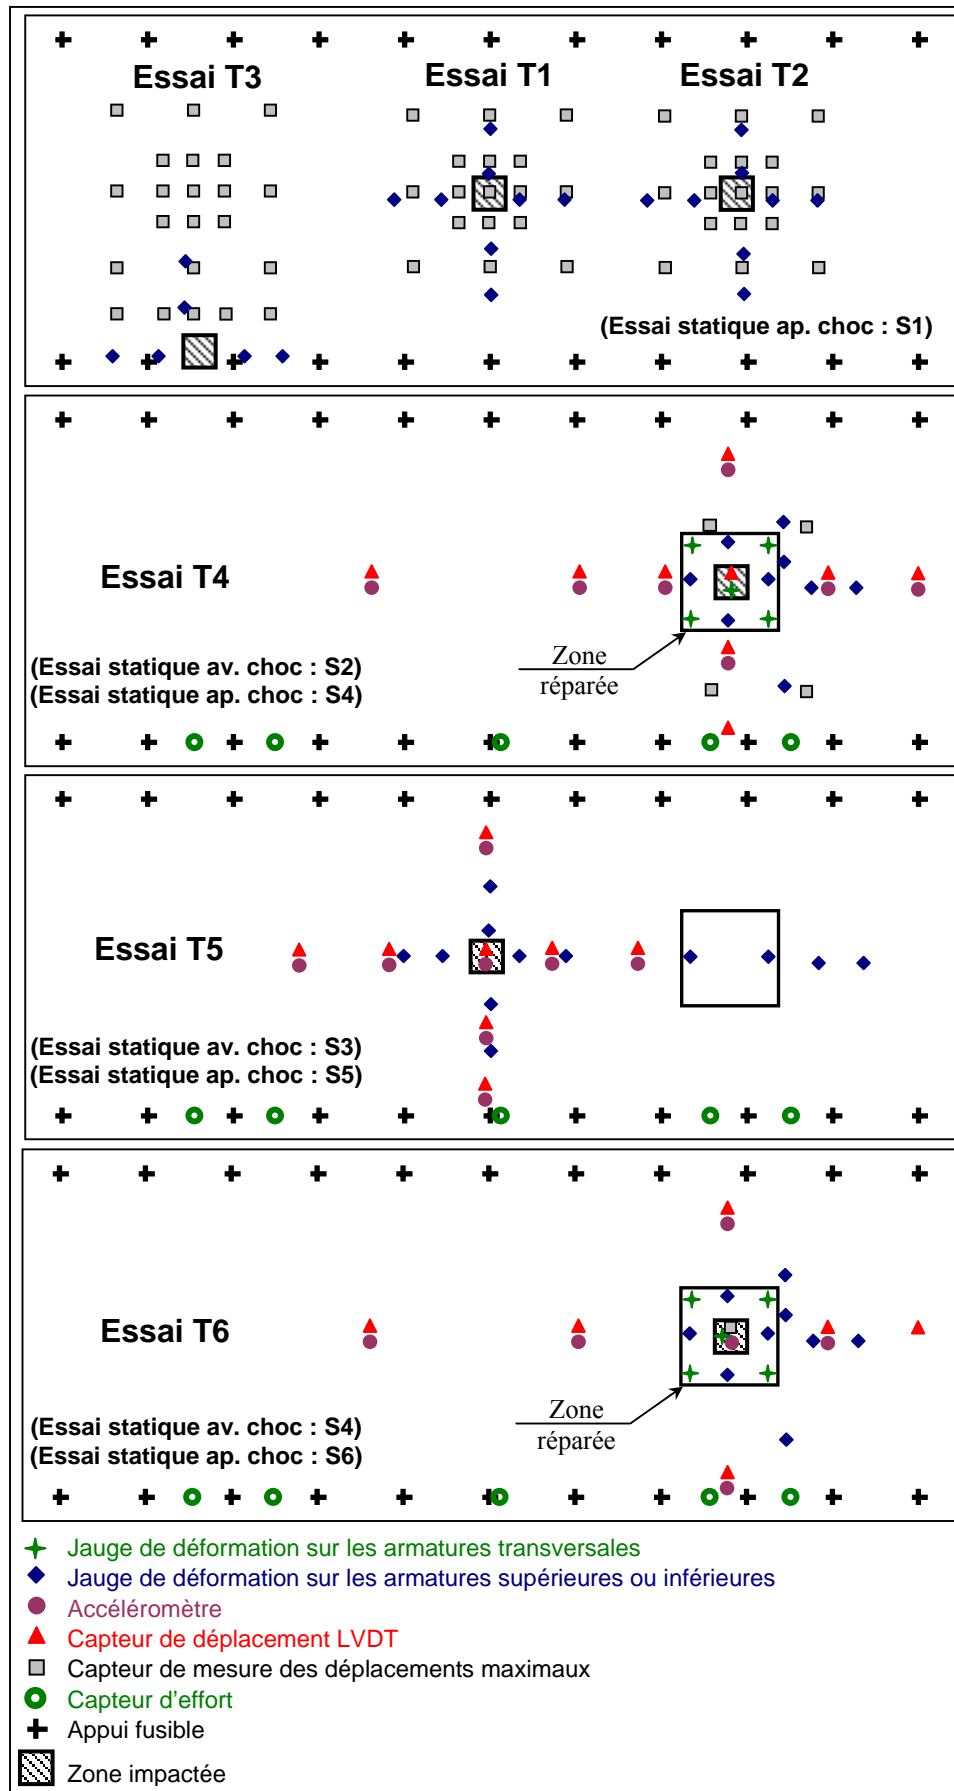 Essai T3
Essai T1
Essai T2
(Essai statique ap. choc : S1)
Essai T4
(Essai statique av. choc : S2)
(Essai statique ap. choc : S4)
Zone
réparée
Essai T5
(Essai statique av. choc : S3)
(Essai statique ap. choc : S5)
Essai T6
(Essai statique av. choc : S4)
(Essai statique ap. choc : S6)
Zone
réparée
Jauge de déformation sur les armatures transversales
Jauge de déformation sur les armatures supérieures ou inférieures
Accéléromètre
Capteur de déplacement LVDT
Capteur de mesure des déplacements maximaux
Capteur d'effort
Appui fusible
Zone impactée